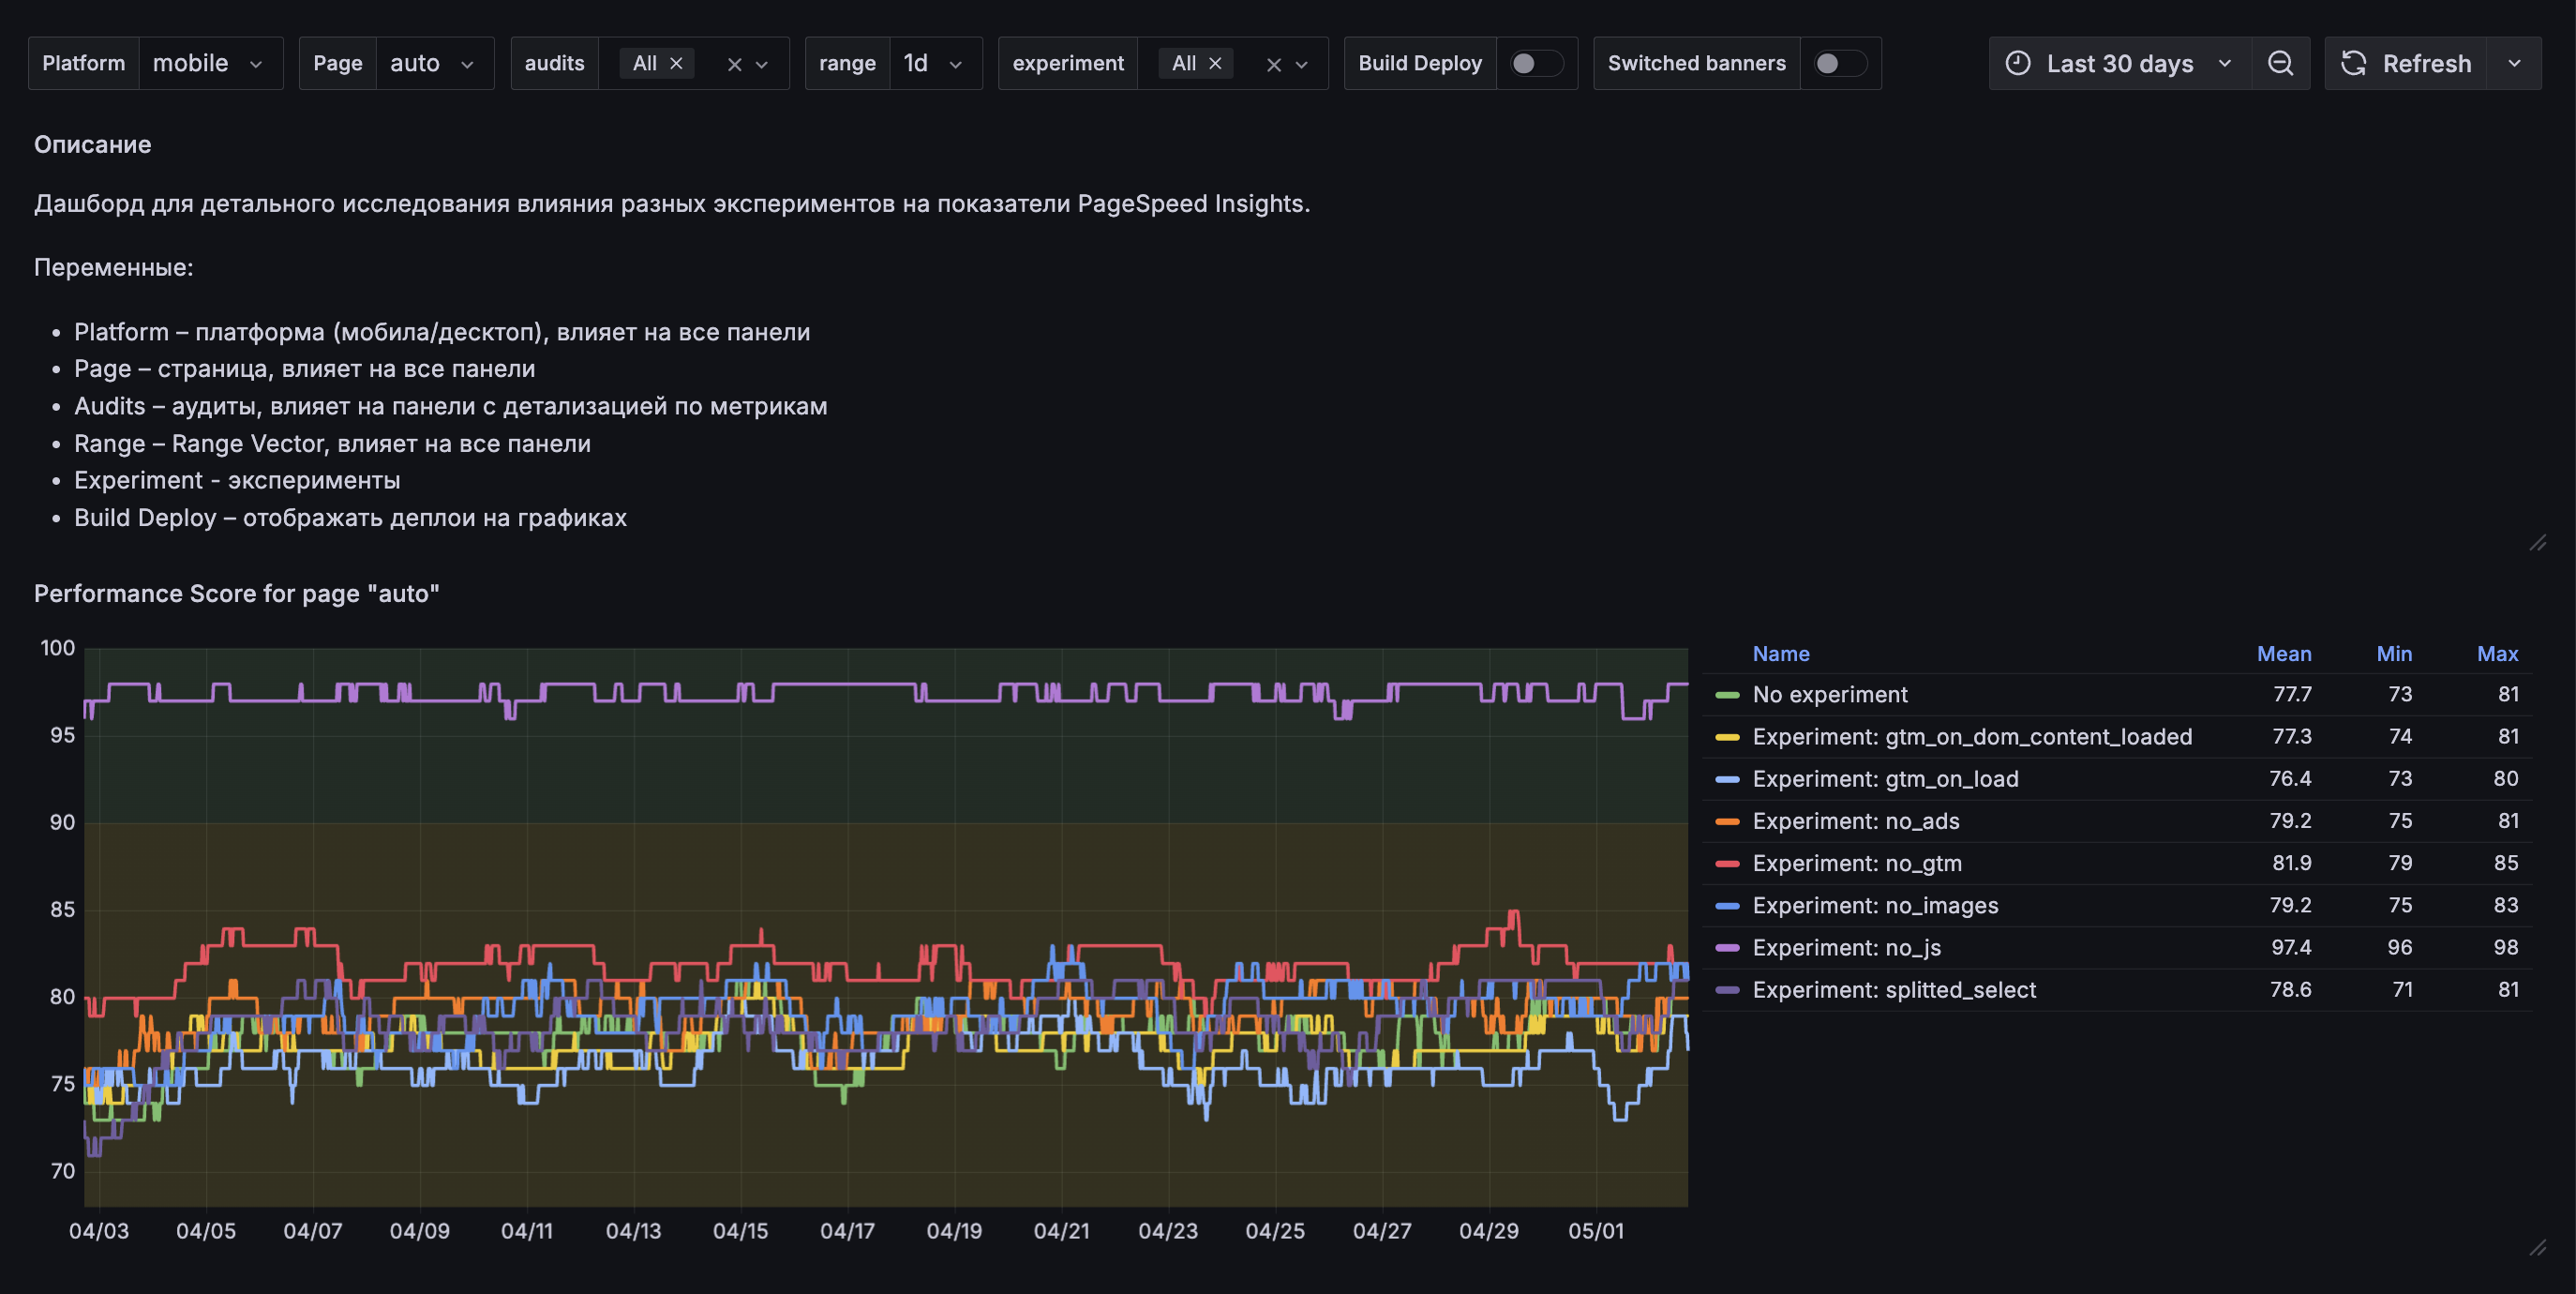 Platform mobile Page auto audits All range 1d experiment All Build Deploy Switched banners Last 30 days Refresh
Описание
Дашборд для детального исследования влияния разных экспериментов на показатели PageSpeed Insights.
Переменные:
• Platform – платформа (мобила/десктоп), влияет на все панели
• Page – страница, влияет на все панели
• Audits – аудиты, влияет на панели с детализацией по метрикам
• Range – Range Vector, влияет на все панели
• Experiment - эксперименты
• Build Deploy – отображать деплои на графиках
Performance Score for page "auto"
100
95
90
85
80
75
70
04/03 04/05 04/07 04/09 04/11 04/13 04/15 04/17 04/19 04/21 04/23 04/25 04/27 04/29 05/01
Name Mean Min Max
No experiment 77.7 73 81
Experiment: gtm_on_dom_content_loaded 77.3 74 81
Experiment: gtm_on_load 76.4 73 80
Experiment: no_ads 79.2 75 81
Experiment: no_gtm 81.9 79 85
Experiment: no_images 79.2 75 83
Experiment: no_js 97.4 96 98
Experiment: splitted_select 78.6 71 81